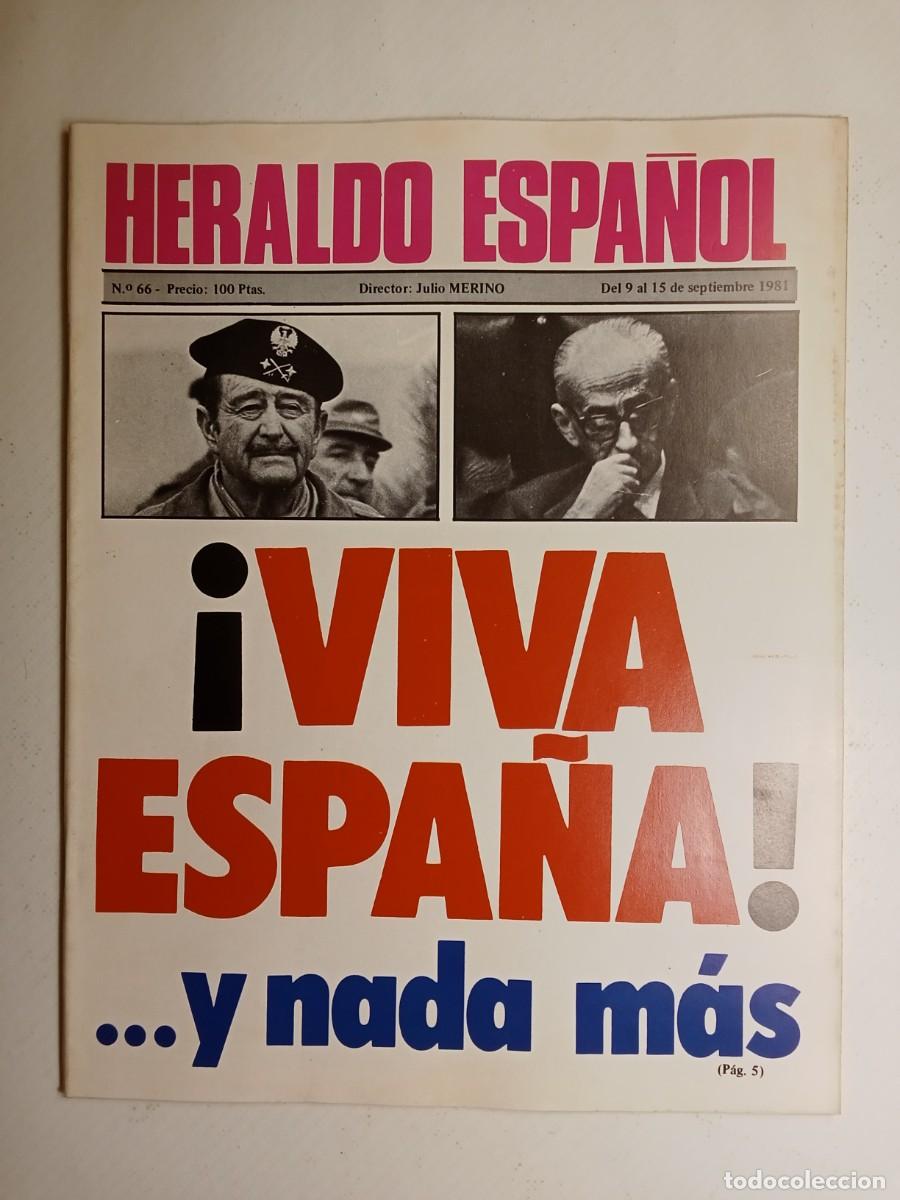 HERALDO ESPAÑOL
N.º 66 - Precio: 100 Ptas. Director: Julio MERINO Del 9 al 15 de septiembre 1981
¡VIVA
ESPAÑA!
...y nada más
(Pág. 5)
todocoleccion